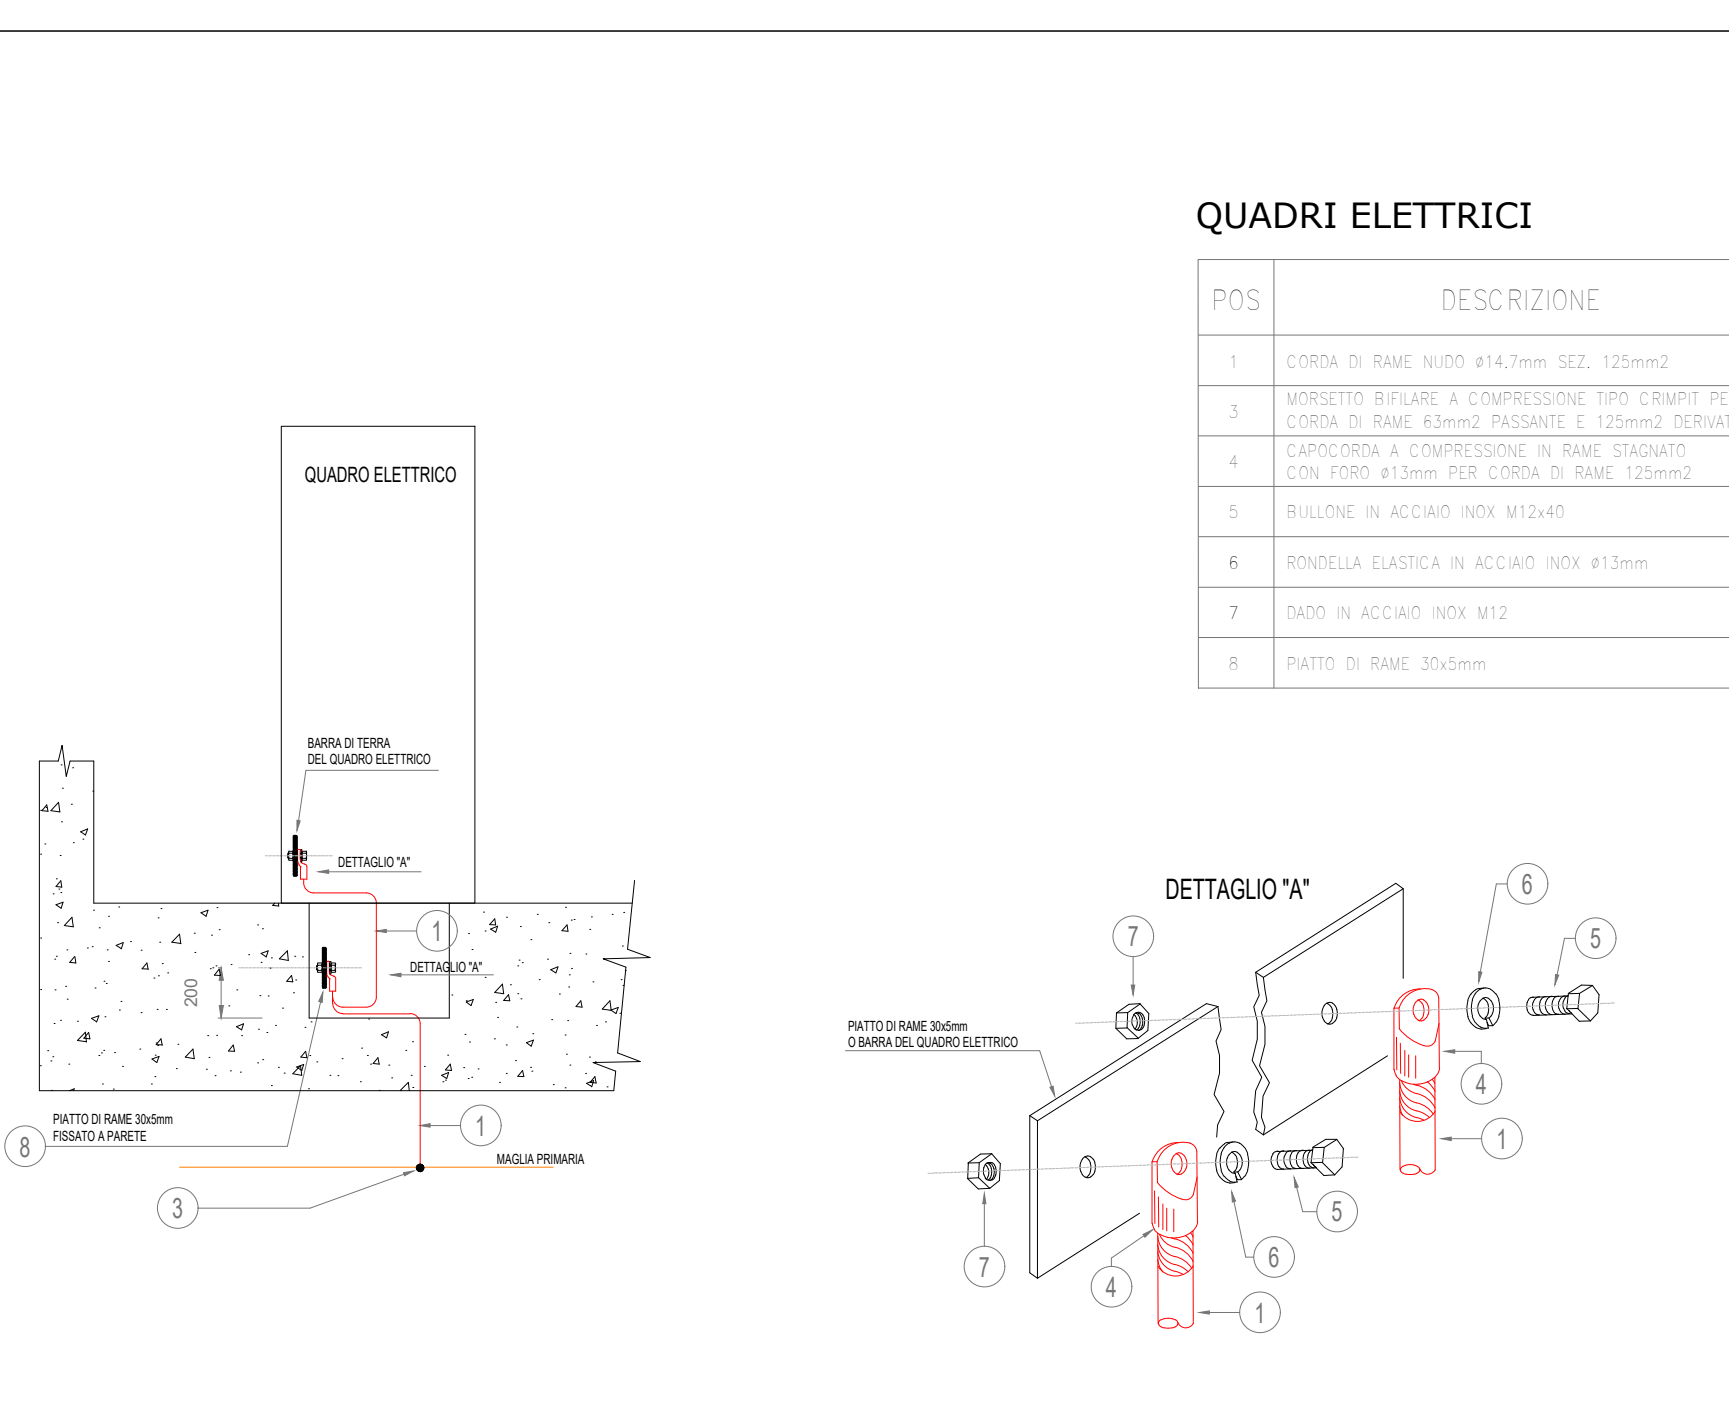 QUADRI ELETTRICI
POS DESCRIZIONE
1 CORDA DI RAME NUDO ø14.7mm SEZ. 125mm2
3 MORSETTO BIFILARE A COMPRESSIONE TIPO CRIMPIT PE
CORDA DI RAME 63mm2 PASSANTE E 125mm2 DERIVAT
4 CAPOCORDA A COMPRESSIONE IN RAME STAGNATO
CON FORO ø13mm PER CORDA DI RAME 125mm2
5 BULLONE IN ACCIAIO INOX M12x40
6 RONDELLA ELASTICA IN ACCIAIO INOX ø13mm
7 DADO IN ACCIAIO INOX M12
8 PIATTO DI RAME 30x5mm
QUADRO ELETTRICO
BARRA DI TERRA
DEL QUADRO ELETTRICO
DETTAGLIO "A"
1
DETTAGLIO "A"
200
PIATTO DI RAME 30x5mm
FISSATO A PARETE
8
1
MAGLIA PRIMARIA
3
DETTAGLIO "A"
6
7
5
PIATTO DI RAME 30x5mm
O BARRA DEL QUADRO ELETTRICO
4
1
5
7
6
4
1